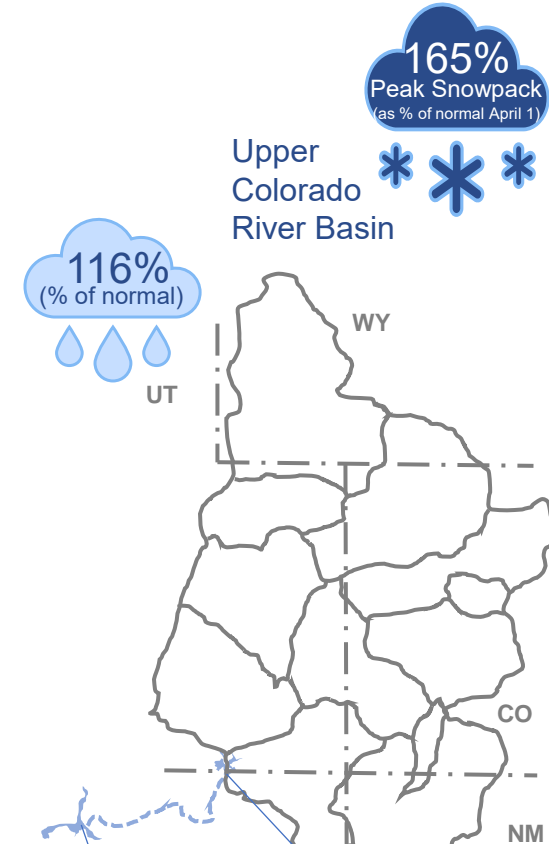 165%
Peak Snowpack
(as % of normal April 1)
Upper
Colorado
River Basin
116%
(% of normal)
WY
UT
CO
NM